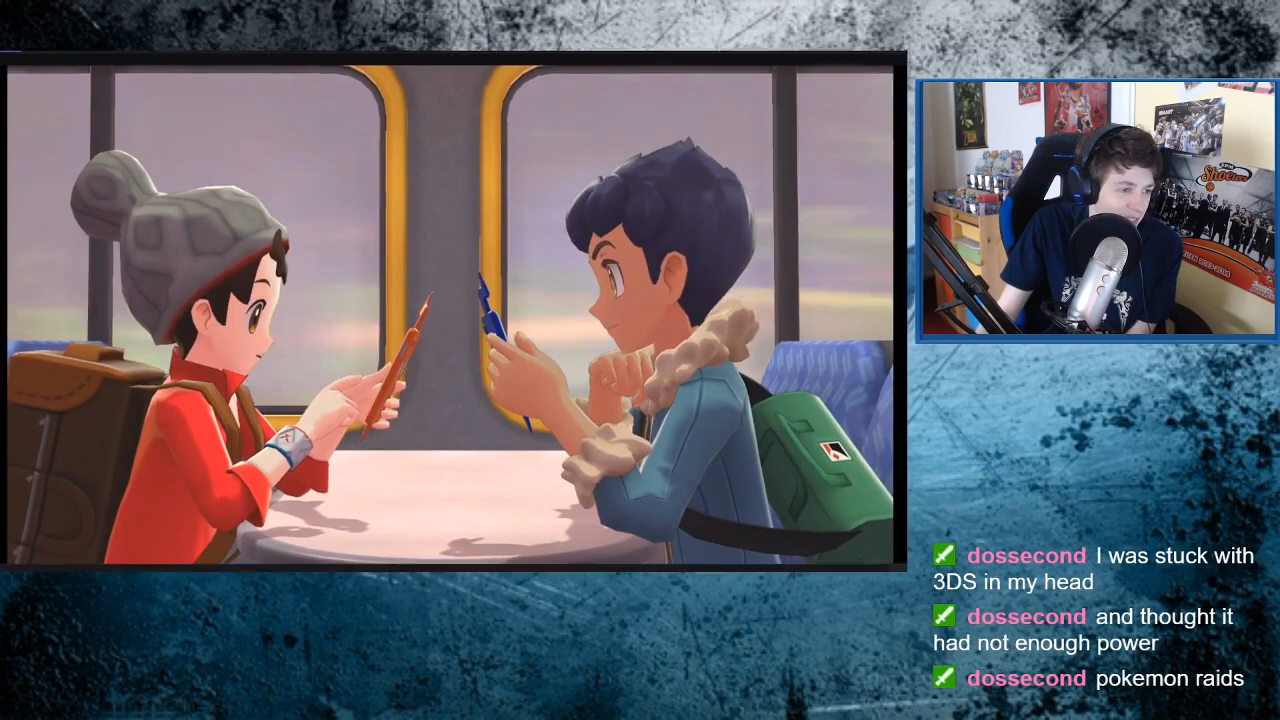 Shooters
dossecond I was stuck with
3DS in my head
dossecond and thought it
had not enough power
dossecond pokemon raids